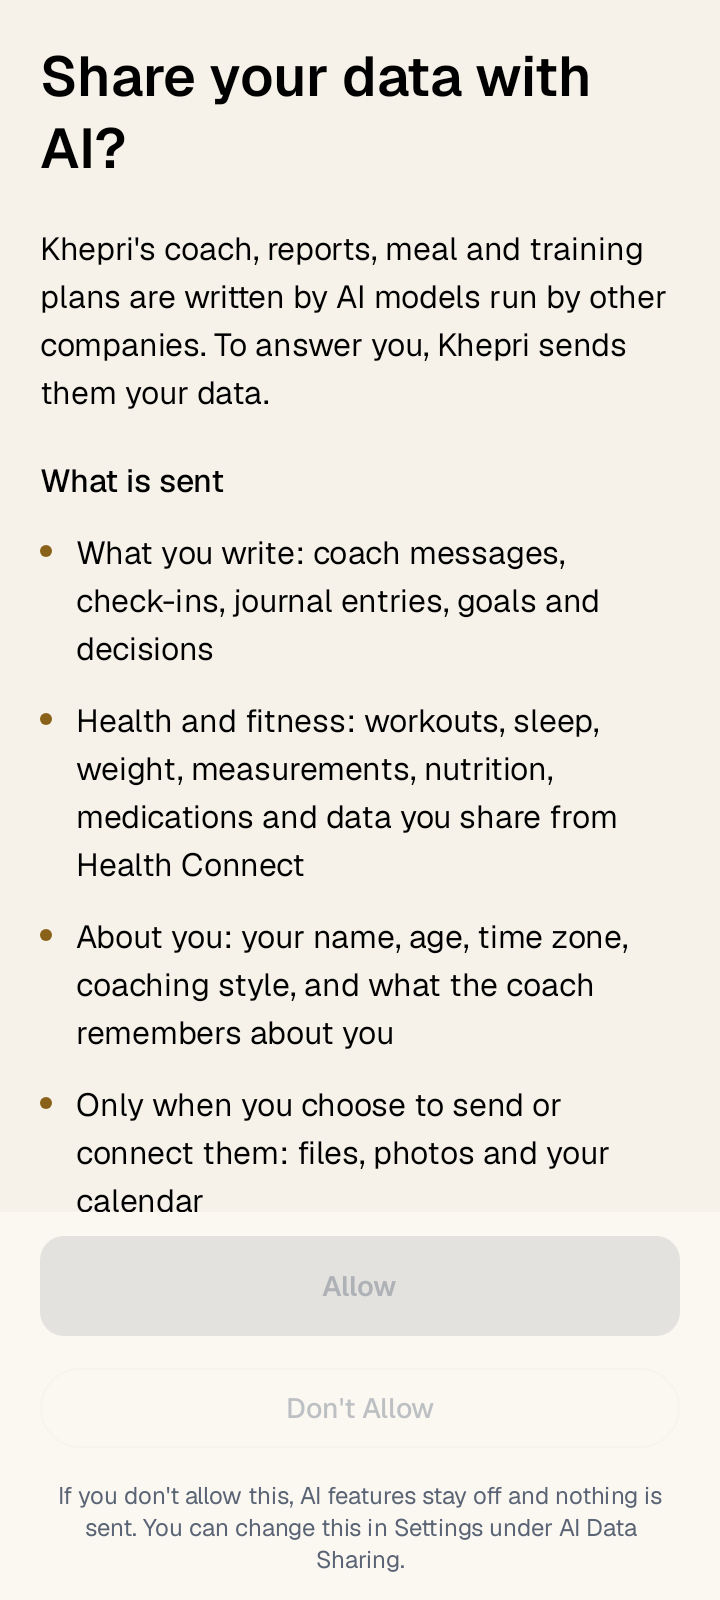 Share your data with
AI?
Khepri's coach, reports, meal and training
plans are written by AI models run by other
companies. To answer you, Khepri sends
them your data.
What is sent
What you write: coach messages,
check-ins, journal entries, goals and
decisions
Health and fitness: workouts, sleep,
weight, measurements, nutrition,
medications and data you share from
Health Connect
About you: your name, age, time zone,
coaching style, and what the coach
remembers about you
Only when you choose to send or
connect them: files, photos and your
calendar
Allow
Don't Allow
If you don't allow this, AI features stay off and nothing is
sent. You can change this in Settings under AI Data
Sharing.